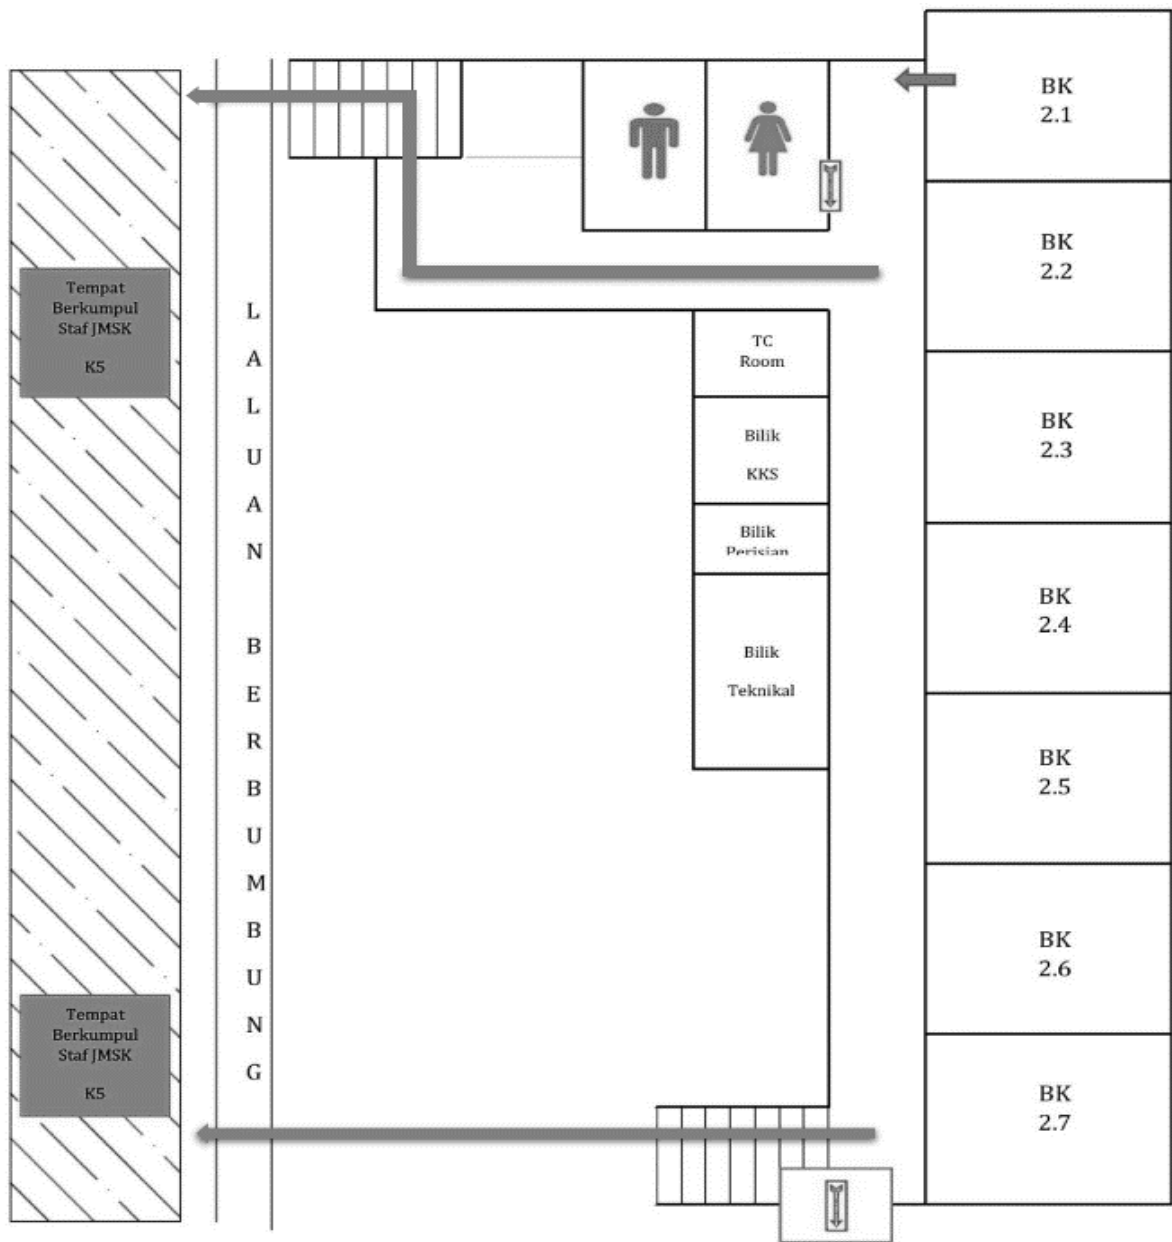 BK
2.1
BK
2.2
Tempat
Berkumpul
Staf JMSK
K5
TC
Room
BK
2.3
Bilik
KKS
Bilik
Perisian
BK
2.4
Bilik
Teknikal
BK
2.5
BK
2.6
Tempat
Berkumpul
Staf JMSK
K5
BK
2.7
L
A
L
U
A
N
B
E
R
B
U
M
B
U
N
G